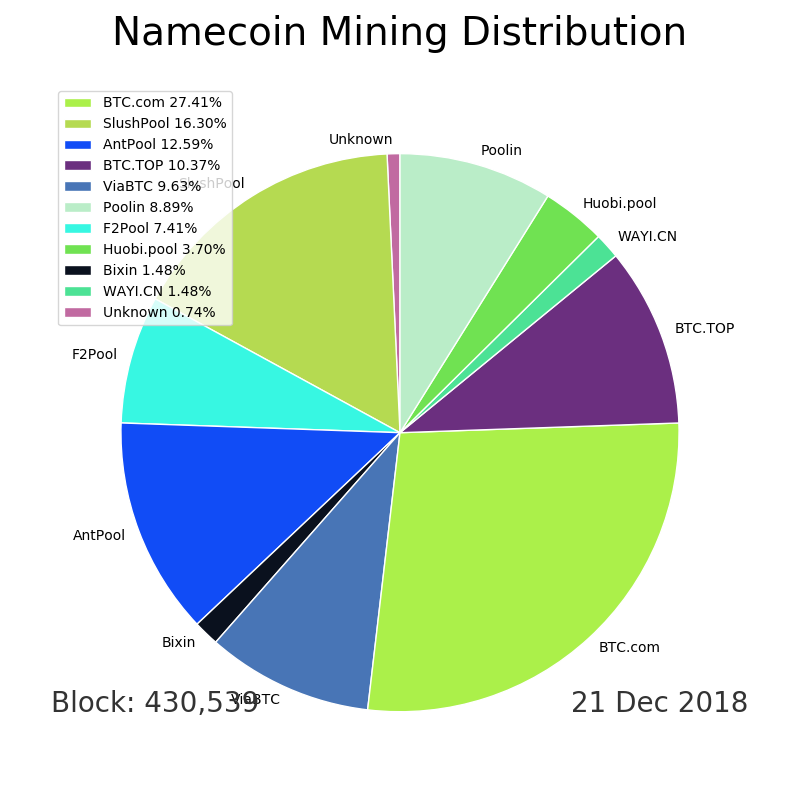 Namecoin Mining Distribution
BTC.com 27.41%
SlushPool 16.30%
AntPool 12.59%
BTC.TOP 10.37%
ViaBTC 9.63%
Poolin 8.89%
F2Pool 7.41%
Huobi.pool 3.70%
Bixin 1.48%
WAYI.CN 1.48%
Unknown 0.74%
Unknown
Poolin
SlushPool
Huobi.pool
WAYI.CN
BTC.TOP
F2Pool
AntPool
Bixin
BTC.com
ViaBTC
Block: 430,539
21 Dec 2018